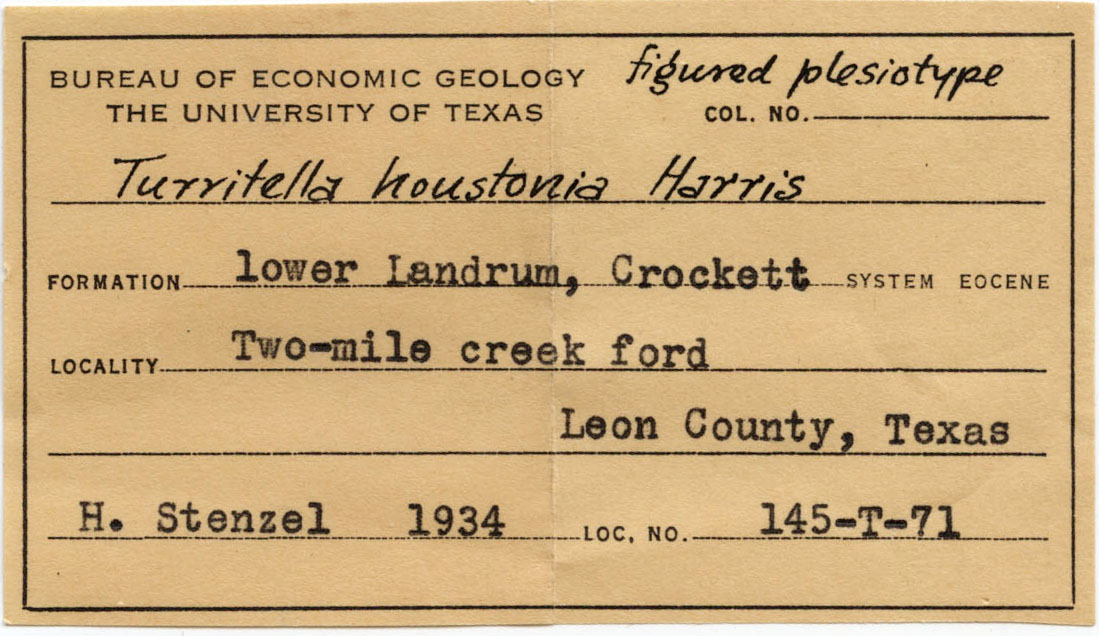 BUREAU OF ECONOMIC GEOLOGY figured plesiotype
THE UNIVERSITY OF TEXAS COL. NO.
Turritella houstonia Harris
FORMATION lower Landrum, Crockett SYSTEM EOCENE
LOCALITY Two-mile creek ford
Leon County, Texas
H. Stenzel 1934 LOC. NO. 145-T-71